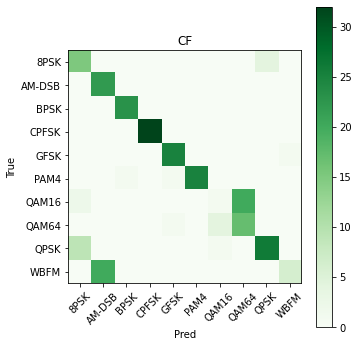 CF
8PSK
AM-DSB
BPSK
CPFSK
GFSK
PAM4
QAM16
QAM64
QPSK
WBFM
True
8PSK
AM-DSB
BPSK
CPFSK
GFSK
PAM4
QAM16
QAM64
QPSK
WBFM
Pred
30
25
20
15
10
5
0